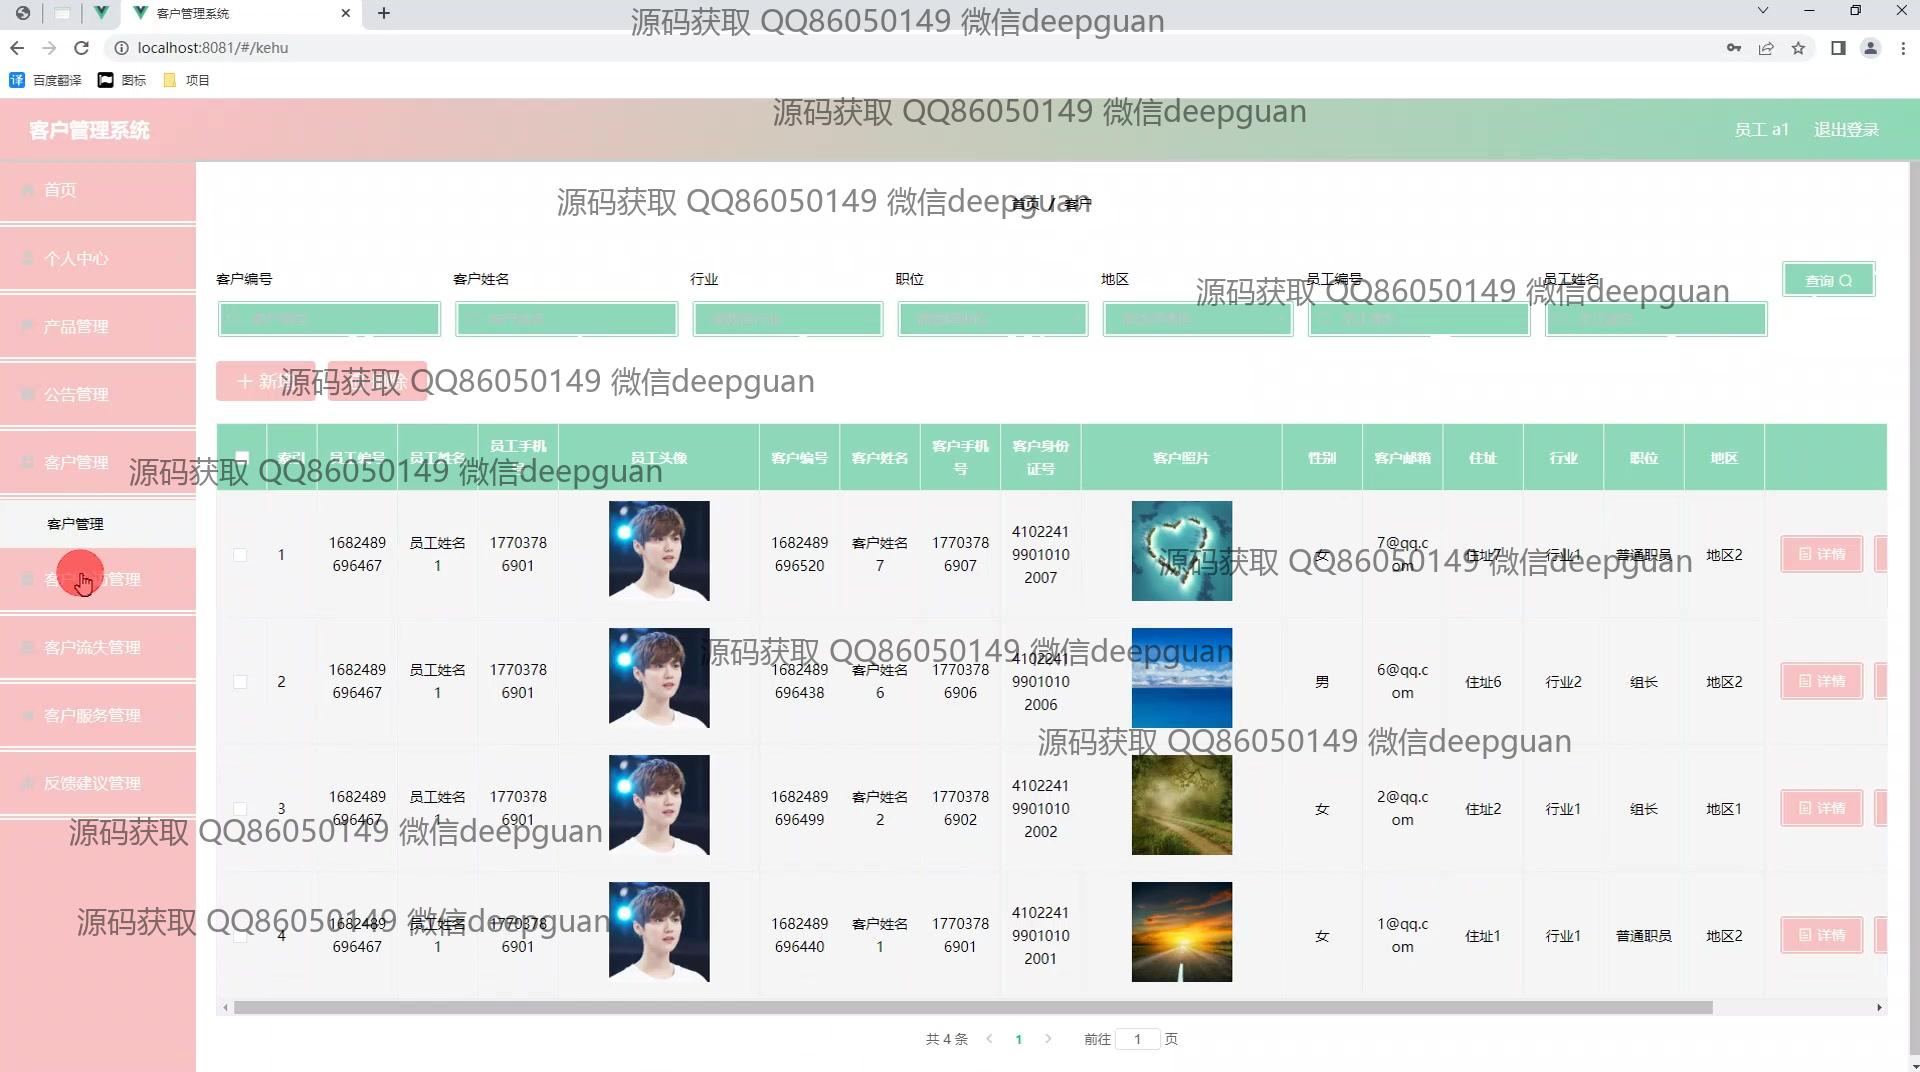 客户管理系统
源码获取 QQ86050149 微信deepguan
localhost:8081/#/kehu
百度翻译 图标 项目
源码获取 QQ86050149 微信deepguan
客户管理系统 员工 a1 退出登录
首页
源码获取 QQ86050149 微信deepguan
首页 / 客户
个人中心
客户编号 客户姓名 行业 职位 地区 员工编号 员工姓名 查询
源码获取 QQ86050149 微信deepguan
产品管理
源码获取 QQ86050149 微信deepguan
公告管理
客户管理
源码获取 QQ86050149 微信deepguan
索引 员工编号 员工姓名 员工手机号 员工头像 客户编号 客户姓名 客户手机号 客户身份证号 客户照片 性别 客户邮箱 住址 行业 职位 地区
客户管理
1 1682489696467 员工姓名1 17703786901 1682489696520 客户姓名7 17703786907 410224199010102007 女 7@qq.com 住址7 行业1 普通职员 地区2 详情
源码获取 QQ86050149 微信deepguan
客户流失管理
源码获取 QQ86050149 微信deepguan
2 1682489696467 员工姓名1 17703786901 1682489696438 客户姓名6 17703786906 410224199010102006 男 6@qq.com 住址6 行业2 组长 地区2 详情
客户服务管理
源码获取 QQ86050149 微信deepguan
反馈建议管理
3 1682489696467 员工姓名1 17703786901 1682489696499 客户姓名2 17703786902 410224199010102002 女 2@qq.com 住址2 行业1 组长 地区1 详情
源码获取 QQ86050149 微信deepguan
源码获取 QQ86050149 微信deepguan
4 1682489696467 员工姓名1 17703786901 1682489696440 客户姓名1 17703786901 410224199010102001 女 1@qq.com 住址1 行业1 普通职员 地区2 详情
共 4 条 1 前往 1 页